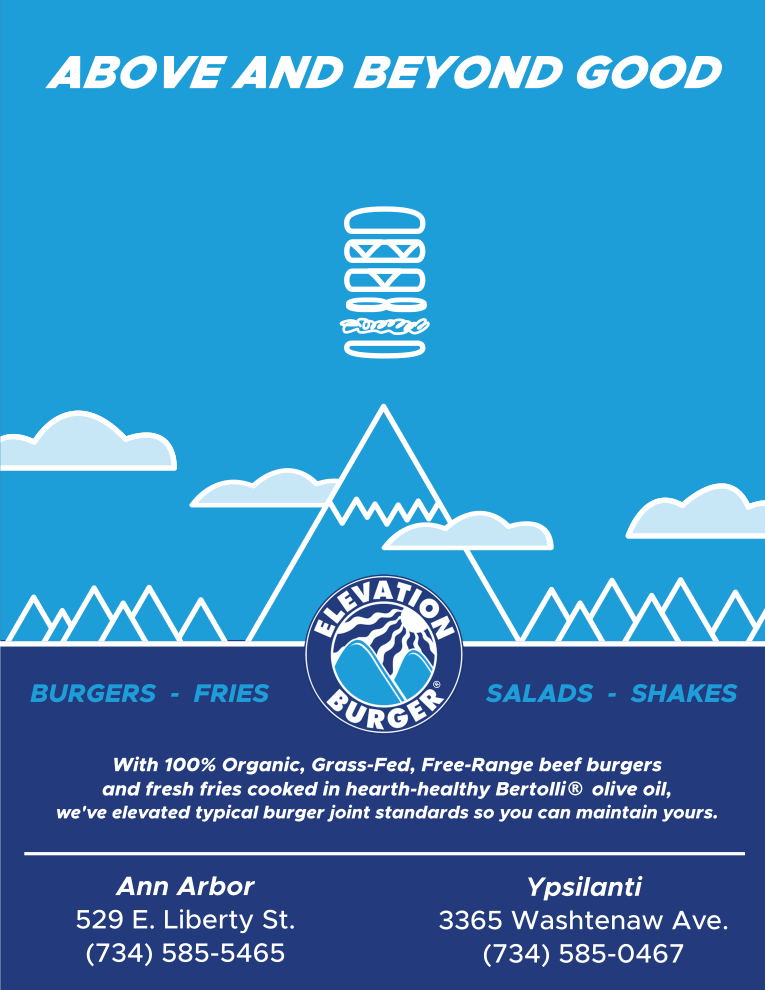 ABOVE AND BEYOND GOOD
ELEVATION
BURGER®
BURGERS - FRIES
SALADS - SHAKES
With 100% Organic, Grass-Fed, Free-Range beef burgers
and fresh fries cooked in hearth-healthy Bertolli® olive oil,
we've elevated typical burger joint standards so you can maintain yours.
Ann Arbor
529 E. Liberty St.
(734) 585-5465
Ypsilanti
3365 Washtenaw Ave.
(734) 585-0467